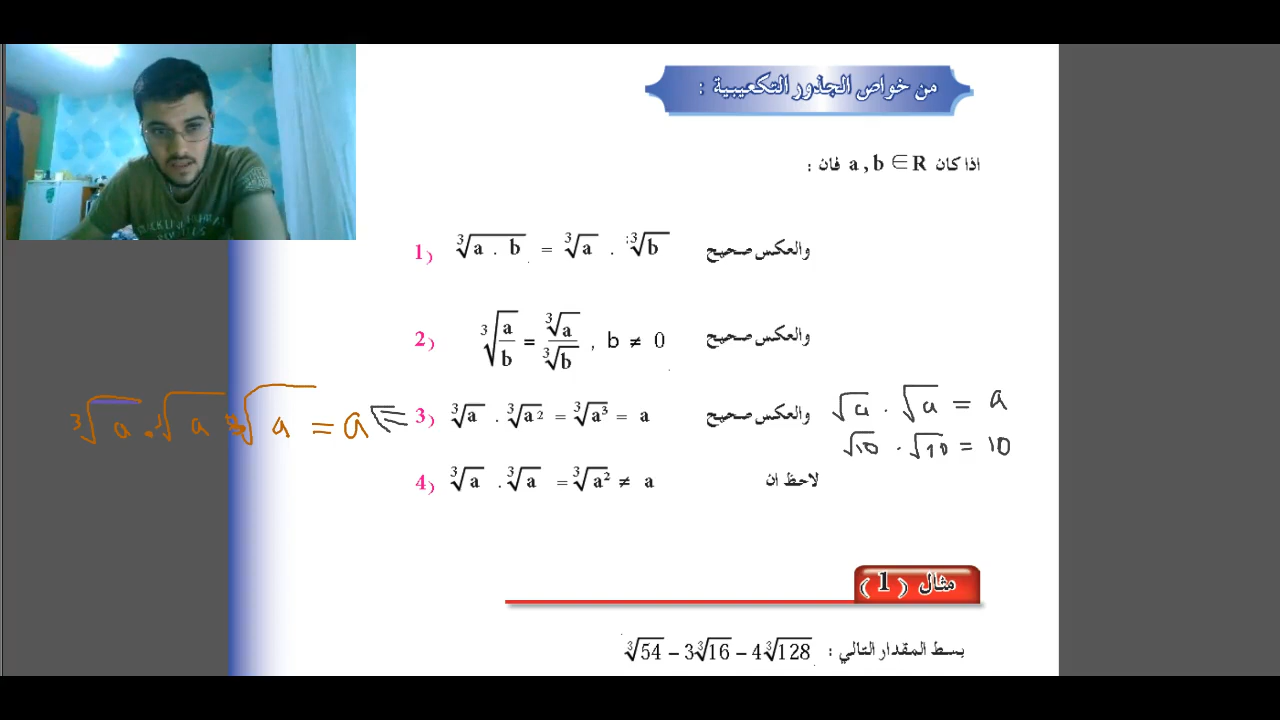 من خواص الجذور التكعيبية :
اذا كان a , b ∈ R فان :
1) ∛(a . b) = ∛a . ∛b والعكس صحيح
2) ∛(a/b) = ∛a/∛b , b ≠ 0 والعكس صحيح
3) ∛a . ∛a² = ∛a³ = a والعكس صحيح
√a . √a = a
√10 . √10 = 10
∛a . ∛a . ∛a = a ⇐
4) ∛a . ∛a = ∛a² ≠ a لاحظ ان
مثال ( 1 )
بسط المقدار التالي : ∛54 − 3∛16 − 4∛128